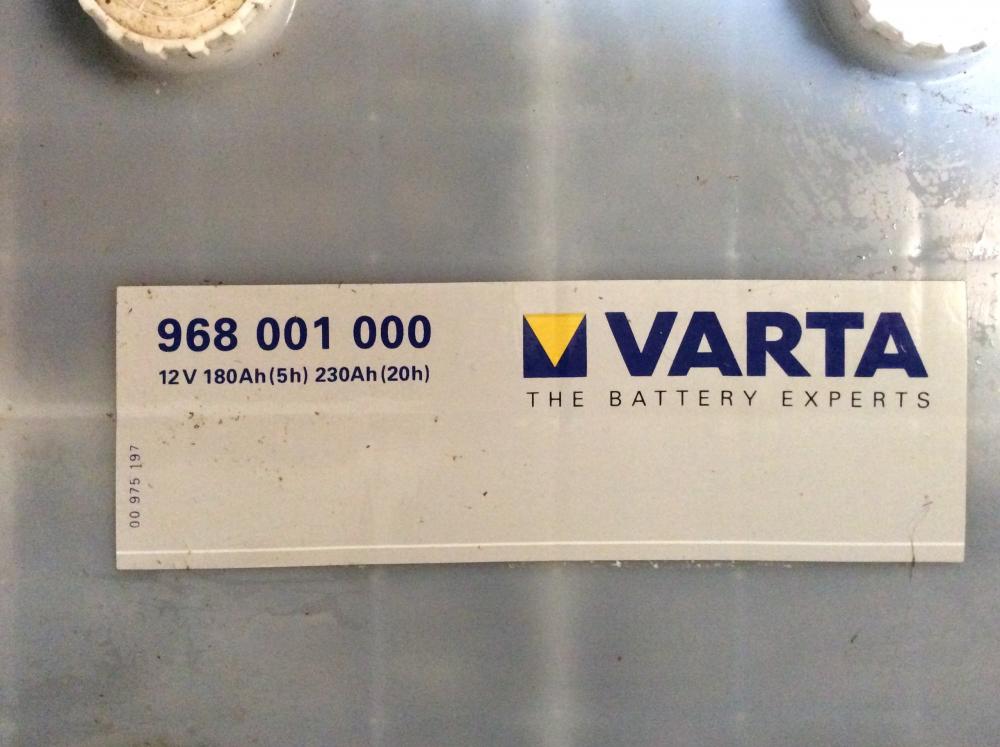 968 001 000
12V 180Ah(5h) 230Ah(20h)
VARTA
THE BATTERY EXPERTS
00 975 197